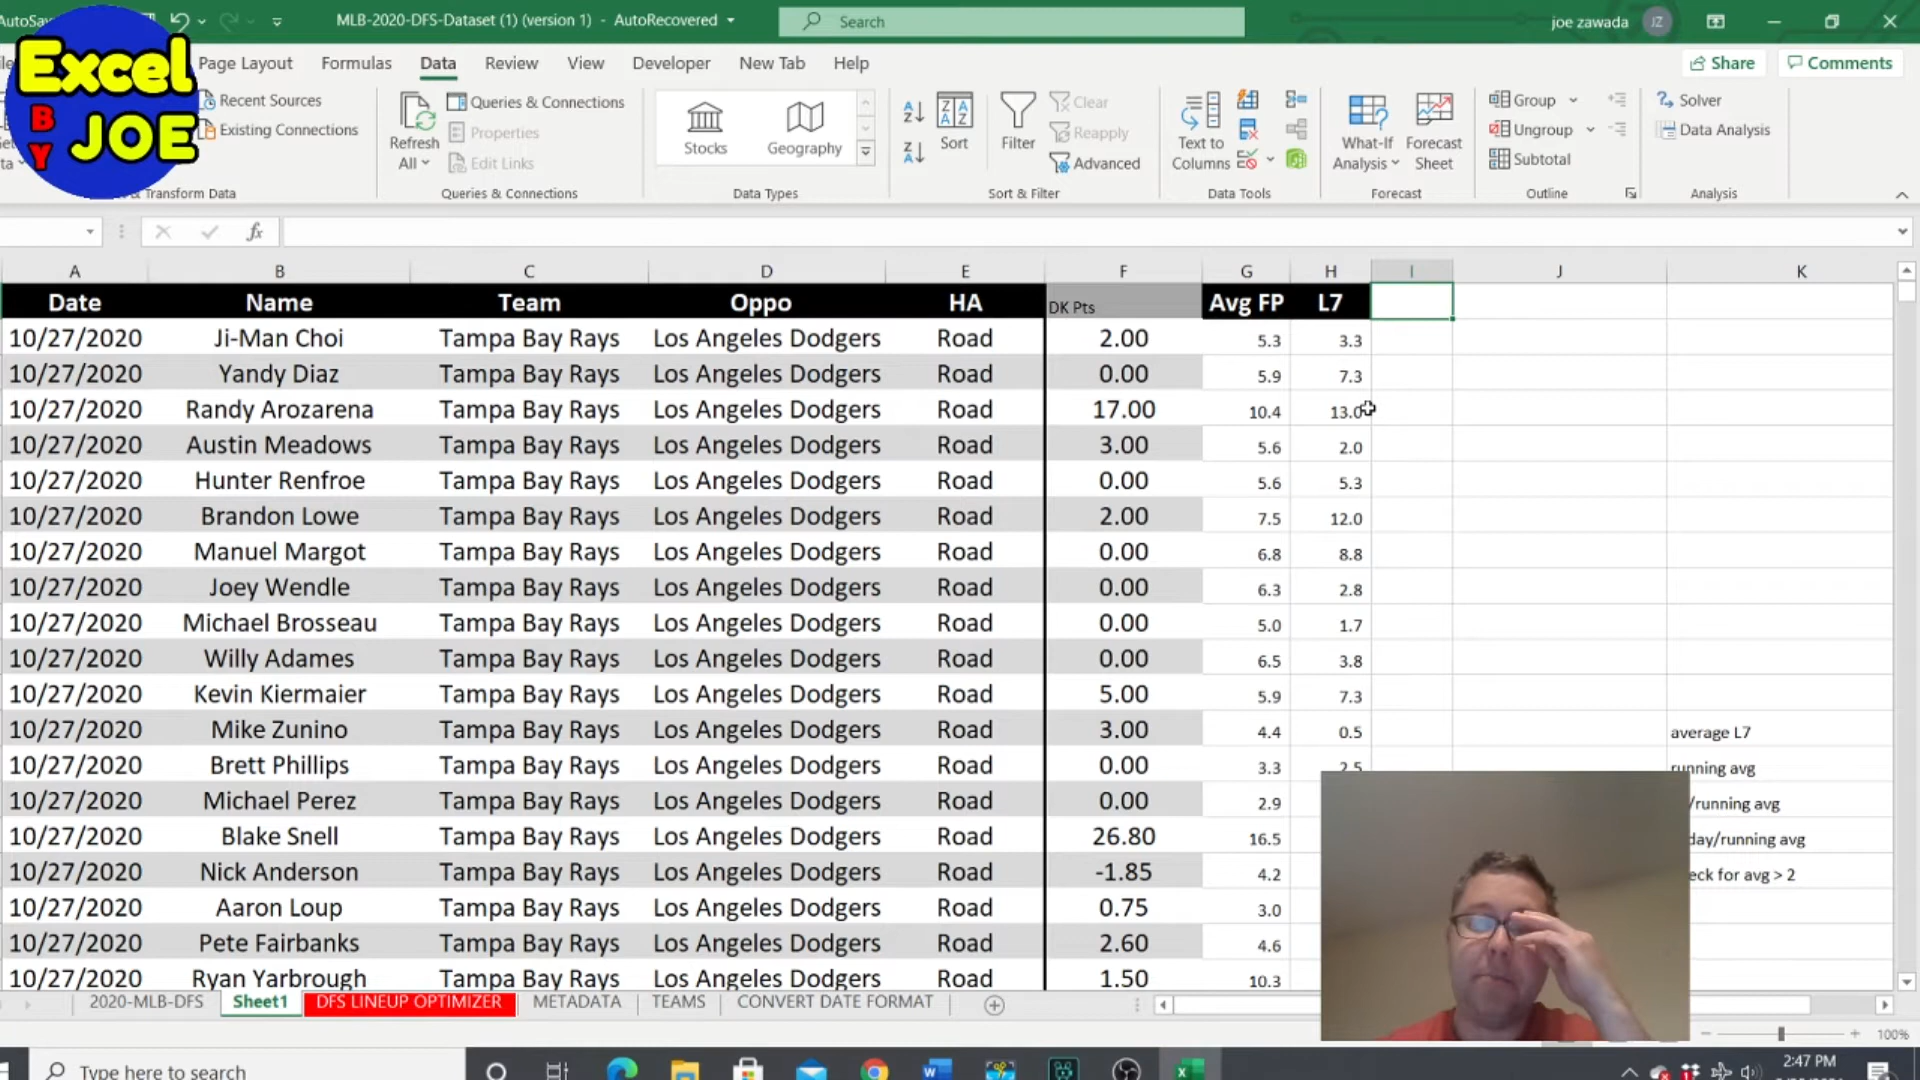 MLB-2020-DFS-Dataset (1) (version 1) - AutoRecovered
Search
joe zawada
JZ
Excel
BY
JOE
Page Layout
Formulas
Data
Review
View
Developer
New Tab
Help
Share
Comments
Recent Sources
Existing Connections
& Transform Data
Refresh
All
Queries & Connections
Properties
Edit Links
Queries & Connections
Stocks
Geography
Data Types
Sort
Filter
Clear
Reapply
Advanced
Sort & Filter
Text to
Columns
Data Tools
What-If
Analysis
Forecast
Sheet
Forecast
Group
Ungroup
Subtotal
Outline
Solver
Data Analysis
Analysis
fx
A B C D E F G H I J K
Date Name Team Oppo HA DK Pts Avg FP L7
10/27/2020 Ji-Man Choi Tampa Bay Rays Los Angeles Dodgers Road 2.00 5.3 3.3
10/27/2020 Yandy Diaz Tampa Bay Rays Los Angeles Dodgers Road 0.00 5.9 7.3
10/27/2020 Randy Arozarena Tampa Bay Rays Los Angeles Dodgers Road 17.00 10.4 13.0
10/27/2020 Austin Meadows Tampa Bay Rays Los Angeles Dodgers Road 3.00 5.6 2.0
10/27/2020 Hunter Renfroe Tampa Bay Rays Los Angeles Dodgers Road 0.00 5.6 5.3
10/27/2020 Brandon Lowe Tampa Bay Rays Los Angeles Dodgers Road 2.00 7.5 12.0
10/27/2020 Manuel Margot Tampa Bay Rays Los Angeles Dodgers Road 0.00 6.8 8.8
10/27/2020 Joey Wendle Tampa Bay Rays Los Angeles Dodgers Road 0.00 6.3 2.8
10/27/2020 Michael Brosseau Tampa Bay Rays Los Angeles Dodgers Road 0.00 5.0 1.7
10/27/2020 Willy Adames Tampa Bay Rays Los Angeles Dodgers Road 0.00 6.5 3.8
10/27/2020 Kevin Kiermaier Tampa Bay Rays Los Angeles Dodgers Road 5.00 5.9 7.3
10/27/2020 Mike Zunino Tampa Bay Rays Los Angeles Dodgers Road 3.00 4.4 0.5 average L7
10/27/2020 Brett Phillips Tampa Bay Rays Los Angeles Dodgers Road 0.00 3.3 2.5 running avg
10/27/2020 Michael Perez Tampa Bay Rays Los Angeles Dodgers Road 0.00 2.9 /running avg
10/27/2020 Blake Snell Tampa Bay Rays Los Angeles Dodgers Road 26.80 16.5 day/running avg
10/27/2020 Nick Anderson Tampa Bay Rays Los Angeles Dodgers Road -1.85 4.2 eck for avg > 2
10/27/2020 Aaron Loup Tampa Bay Rays Los Angeles Dodgers Road 0.75 3.0
10/27/2020 Pete Fairbanks Tampa Bay Rays Los Angeles Dodgers Road 2.60 4.6
10/27/2020 Ryan Yarbrough Tampa Bay Rays Los Angeles Dodgers Road 1.50 10.3
2020-MLB-DFS Sheet1 DFS LINEUP OPTIMIZER METADATA TEAMS CONVERT DATE FORMAT
100%
Type here to search
2:47 PM